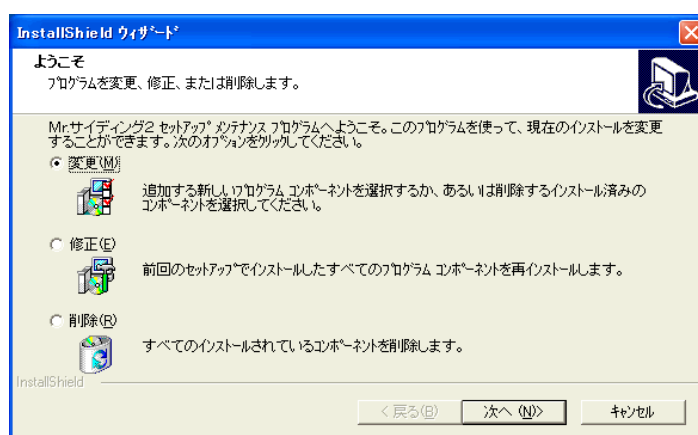 InstallShield ウィザード
ようこそ
プログラムを変更、修正、または削除します。
Mr.サイディング2 セットアップ メンテナンス プログラムへようこそ。このプログラムを使って、現在のインストールを変更
することができます。次のオプションをクリックしてください。
変更(M)
追加する新しいプログラム コンポーネントを選択するか、あるいは削除するインストール済みの
コンポーネントを選択してください。
修正(E)
前回のセットアップでインストールしたすべてのプログラム コンポーネントを再インストールします。
削除(R)
すべてのインストールされているコンポーネントを削除します。
InstallShield
< 戻る(B) 次へ (N)> キャンセル